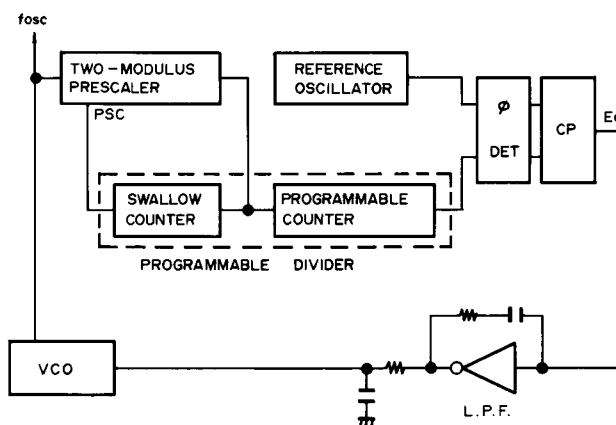 fosc
TWO-MODULUS
PRESCALER
PSC
REFERENCE
OSCILLATOR
φ
DET
CP
SWALLOW
COUNTER
PROGRAMMABLE
COUNTER
PROGRAMMABLE DIVIDER
VCO
L.P.F.